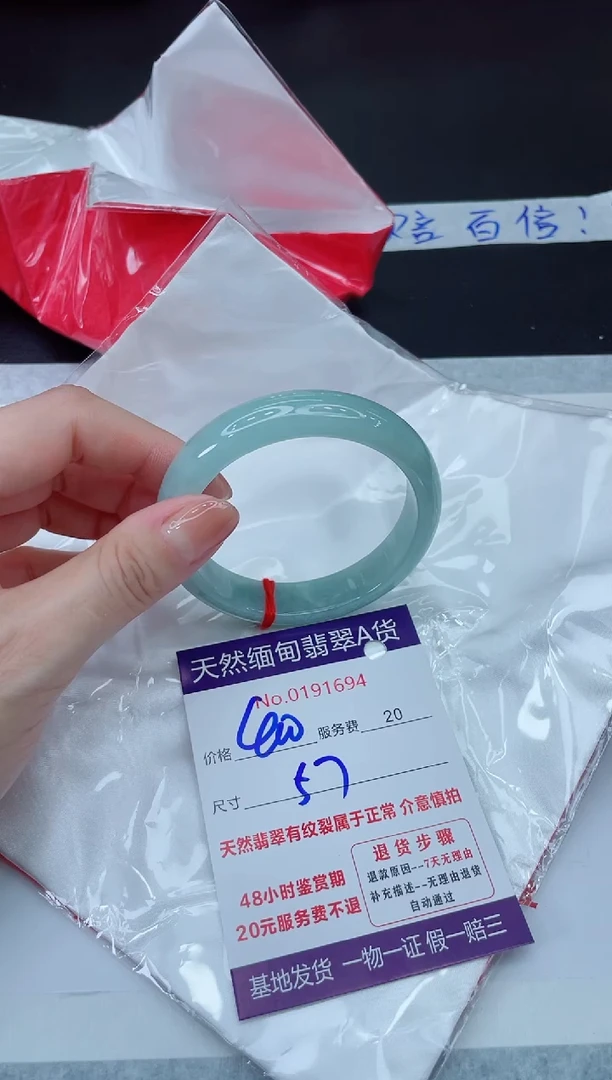 百倍！
天然缅甸翡翠A货
No.0191694
价格 600 服务费 20
尺寸 57
天然翡翠有纹裂属于正常 介意慎拍
48小时鉴赏期
20元服务费不退
退货步骤
退款原因--7天无理由
补充描述--无理由退货
自动通过
基地发货 一物一证 假一赔三